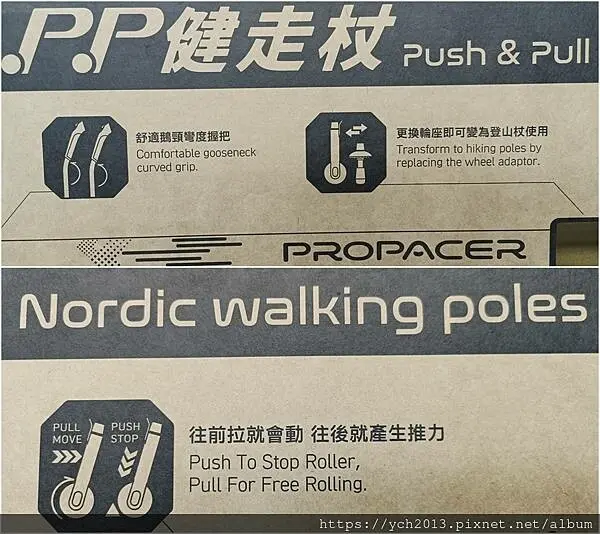 .P.P健走杖 Push & Pull
舒適鵝頸彎度握把
Comfortable gooseneck
curved grip.
更換輪座即可變為登山杖使用
Transform to hiking poles by
replacing the wheel adaptor.
PROPACER
Nordic walking poles
PULL MOVE
PUSH STOP
往前拉就會動 往後就產生推力
Push To Stop Roller,
Pull For Free Rolling.
https://ych2013.pixnet.net/album